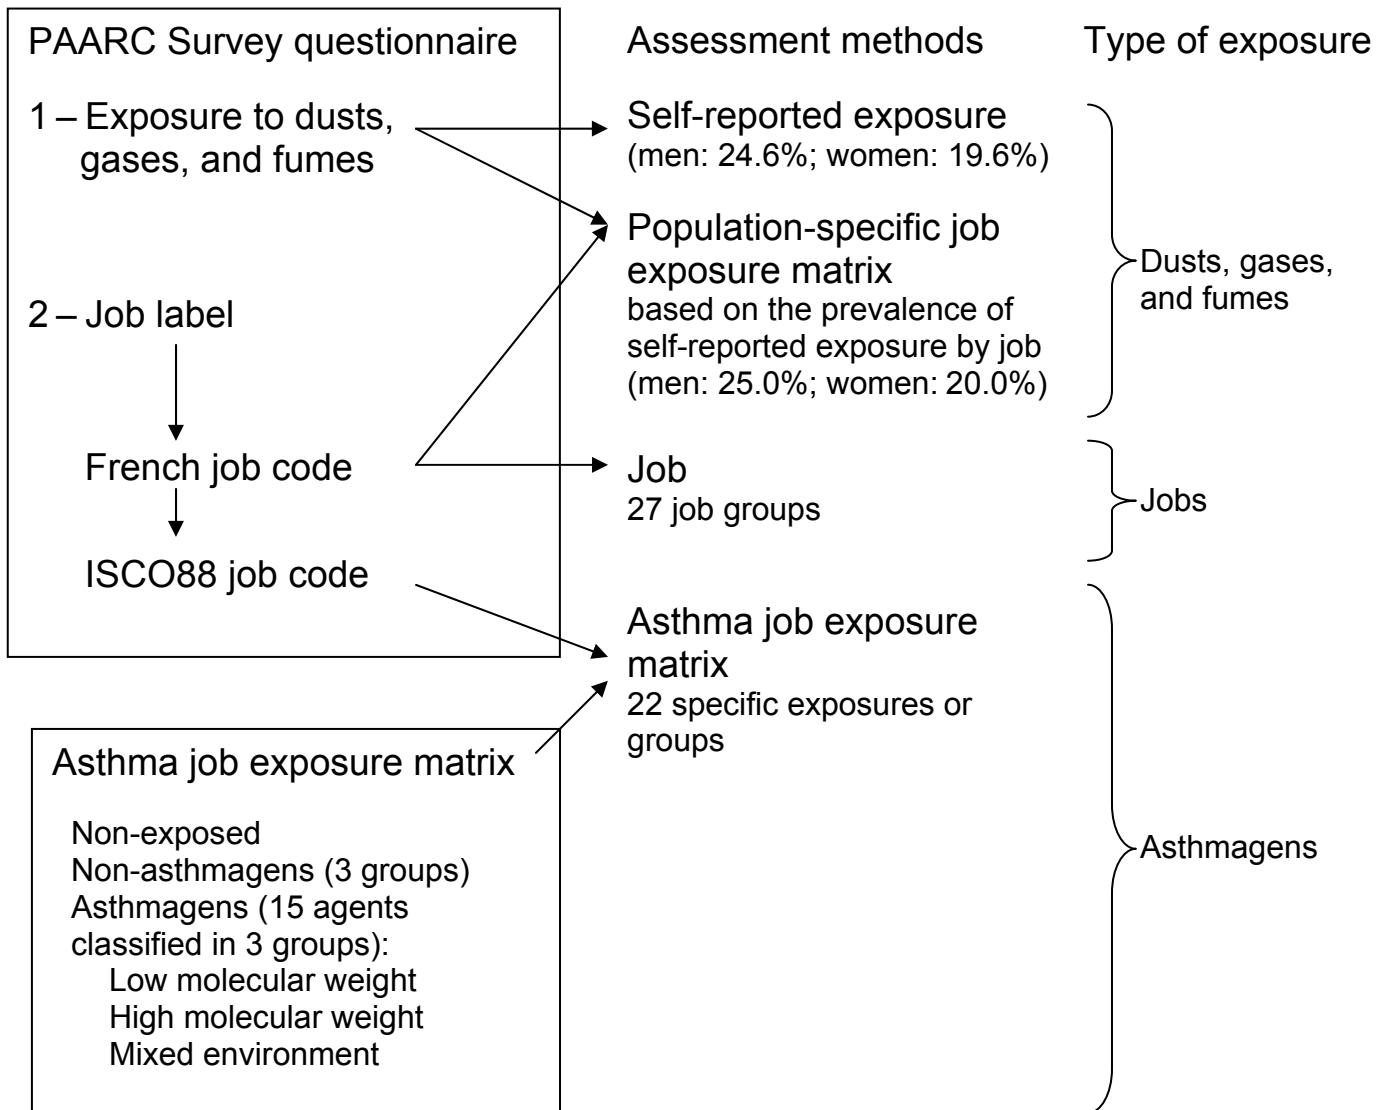 PAARC Survey questionnaire
1 – Exposure to dusts,
gases, and fumes
2 – Job label
French job code
ISCO88 job code
Asthma job exposure matrix
Non-exposed
Non-asthmagens (3 groups)
Asthmagens (15 agents
classified in 3 groups):
Low molecular weight
High molecular weight
Mixed environment
Assessment methods
Self-reported exposure
(men: 24.6%; women: 19.6%)
Population-specific job
exposure matrix
based on the prevalence of
self-reported exposure by job
(men: 25.0%; women: 20.0%)
Job
27 job groups
Asthma job exposure
matrix
22 specific exposures or
groups
Type of exposure
Dusts, gases,
and fumes
Jobs
Asthmagens